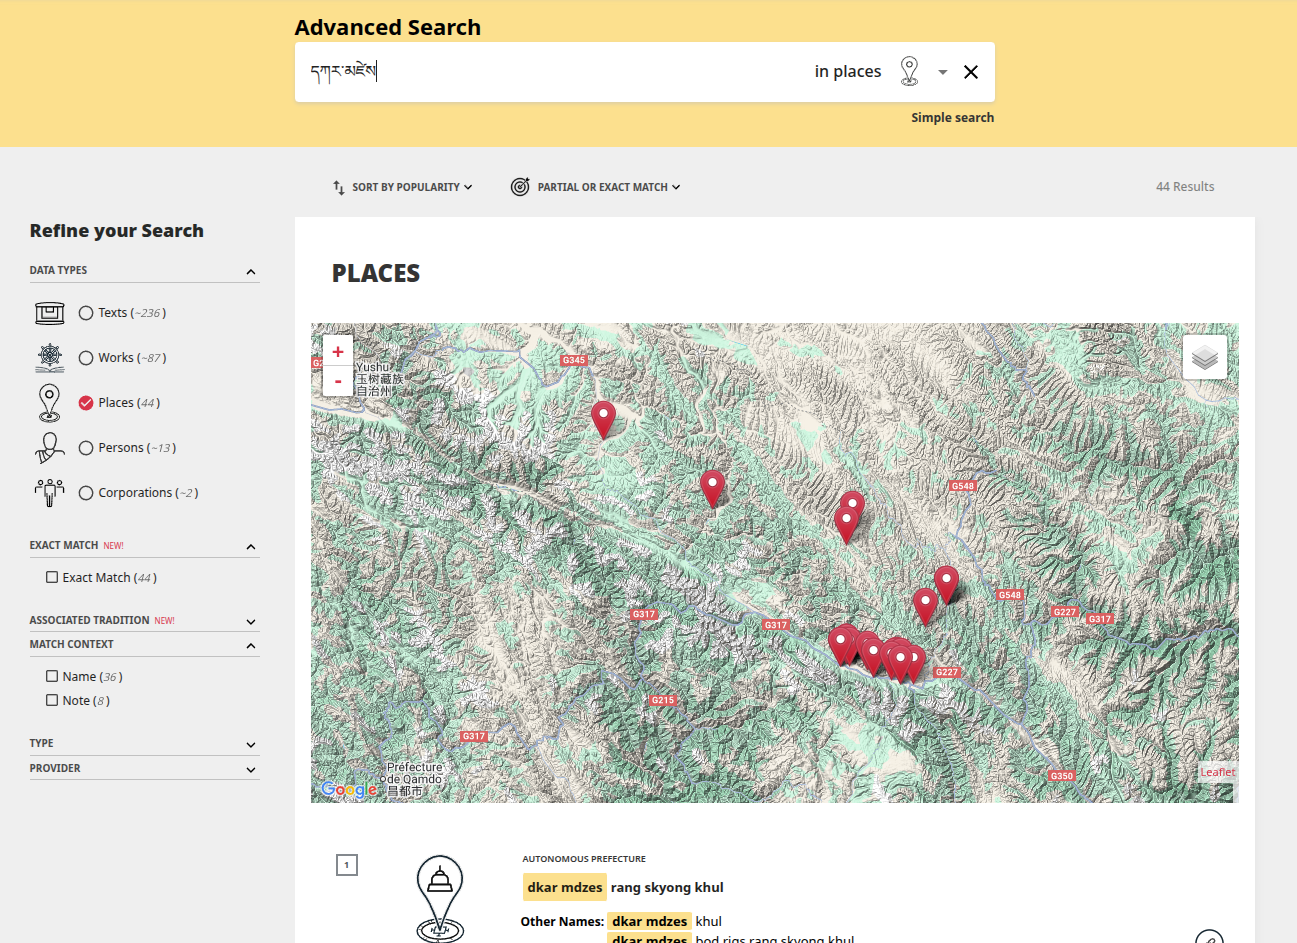 Advanced Search
དཀར་མཛེས
in places
Simple search
SORT BY POPULARITY
PARTIAL OR EXACT MATCH
44 Results
Refine your Search
DATA TYPES
Texts (~236 )
Works (~87 )
Places (44 )
Persons (~13 )
Corporations (~2 )
EXACT MATCH NEW!
Exact Match (44 )
ASSOCIATED TRADITION NEW!
MATCH CONTEXT
Name (36 )
Note (8 )
TYPE
PROVIDER
PLACES
+
-
Yushu
玉树藏族
自治州
G345
G548
G548
G227
G317
G317
G317
G227
G215
G317
G350
Préfecture
de Qamdo
昌都市
Google
Leaflet
1
AUTONOMOUS PREFECTURE
dkar mdzes rang skyong khul
Other Names: dkar mdzes khul
dkar mdzes bod rigs rang skyong khul